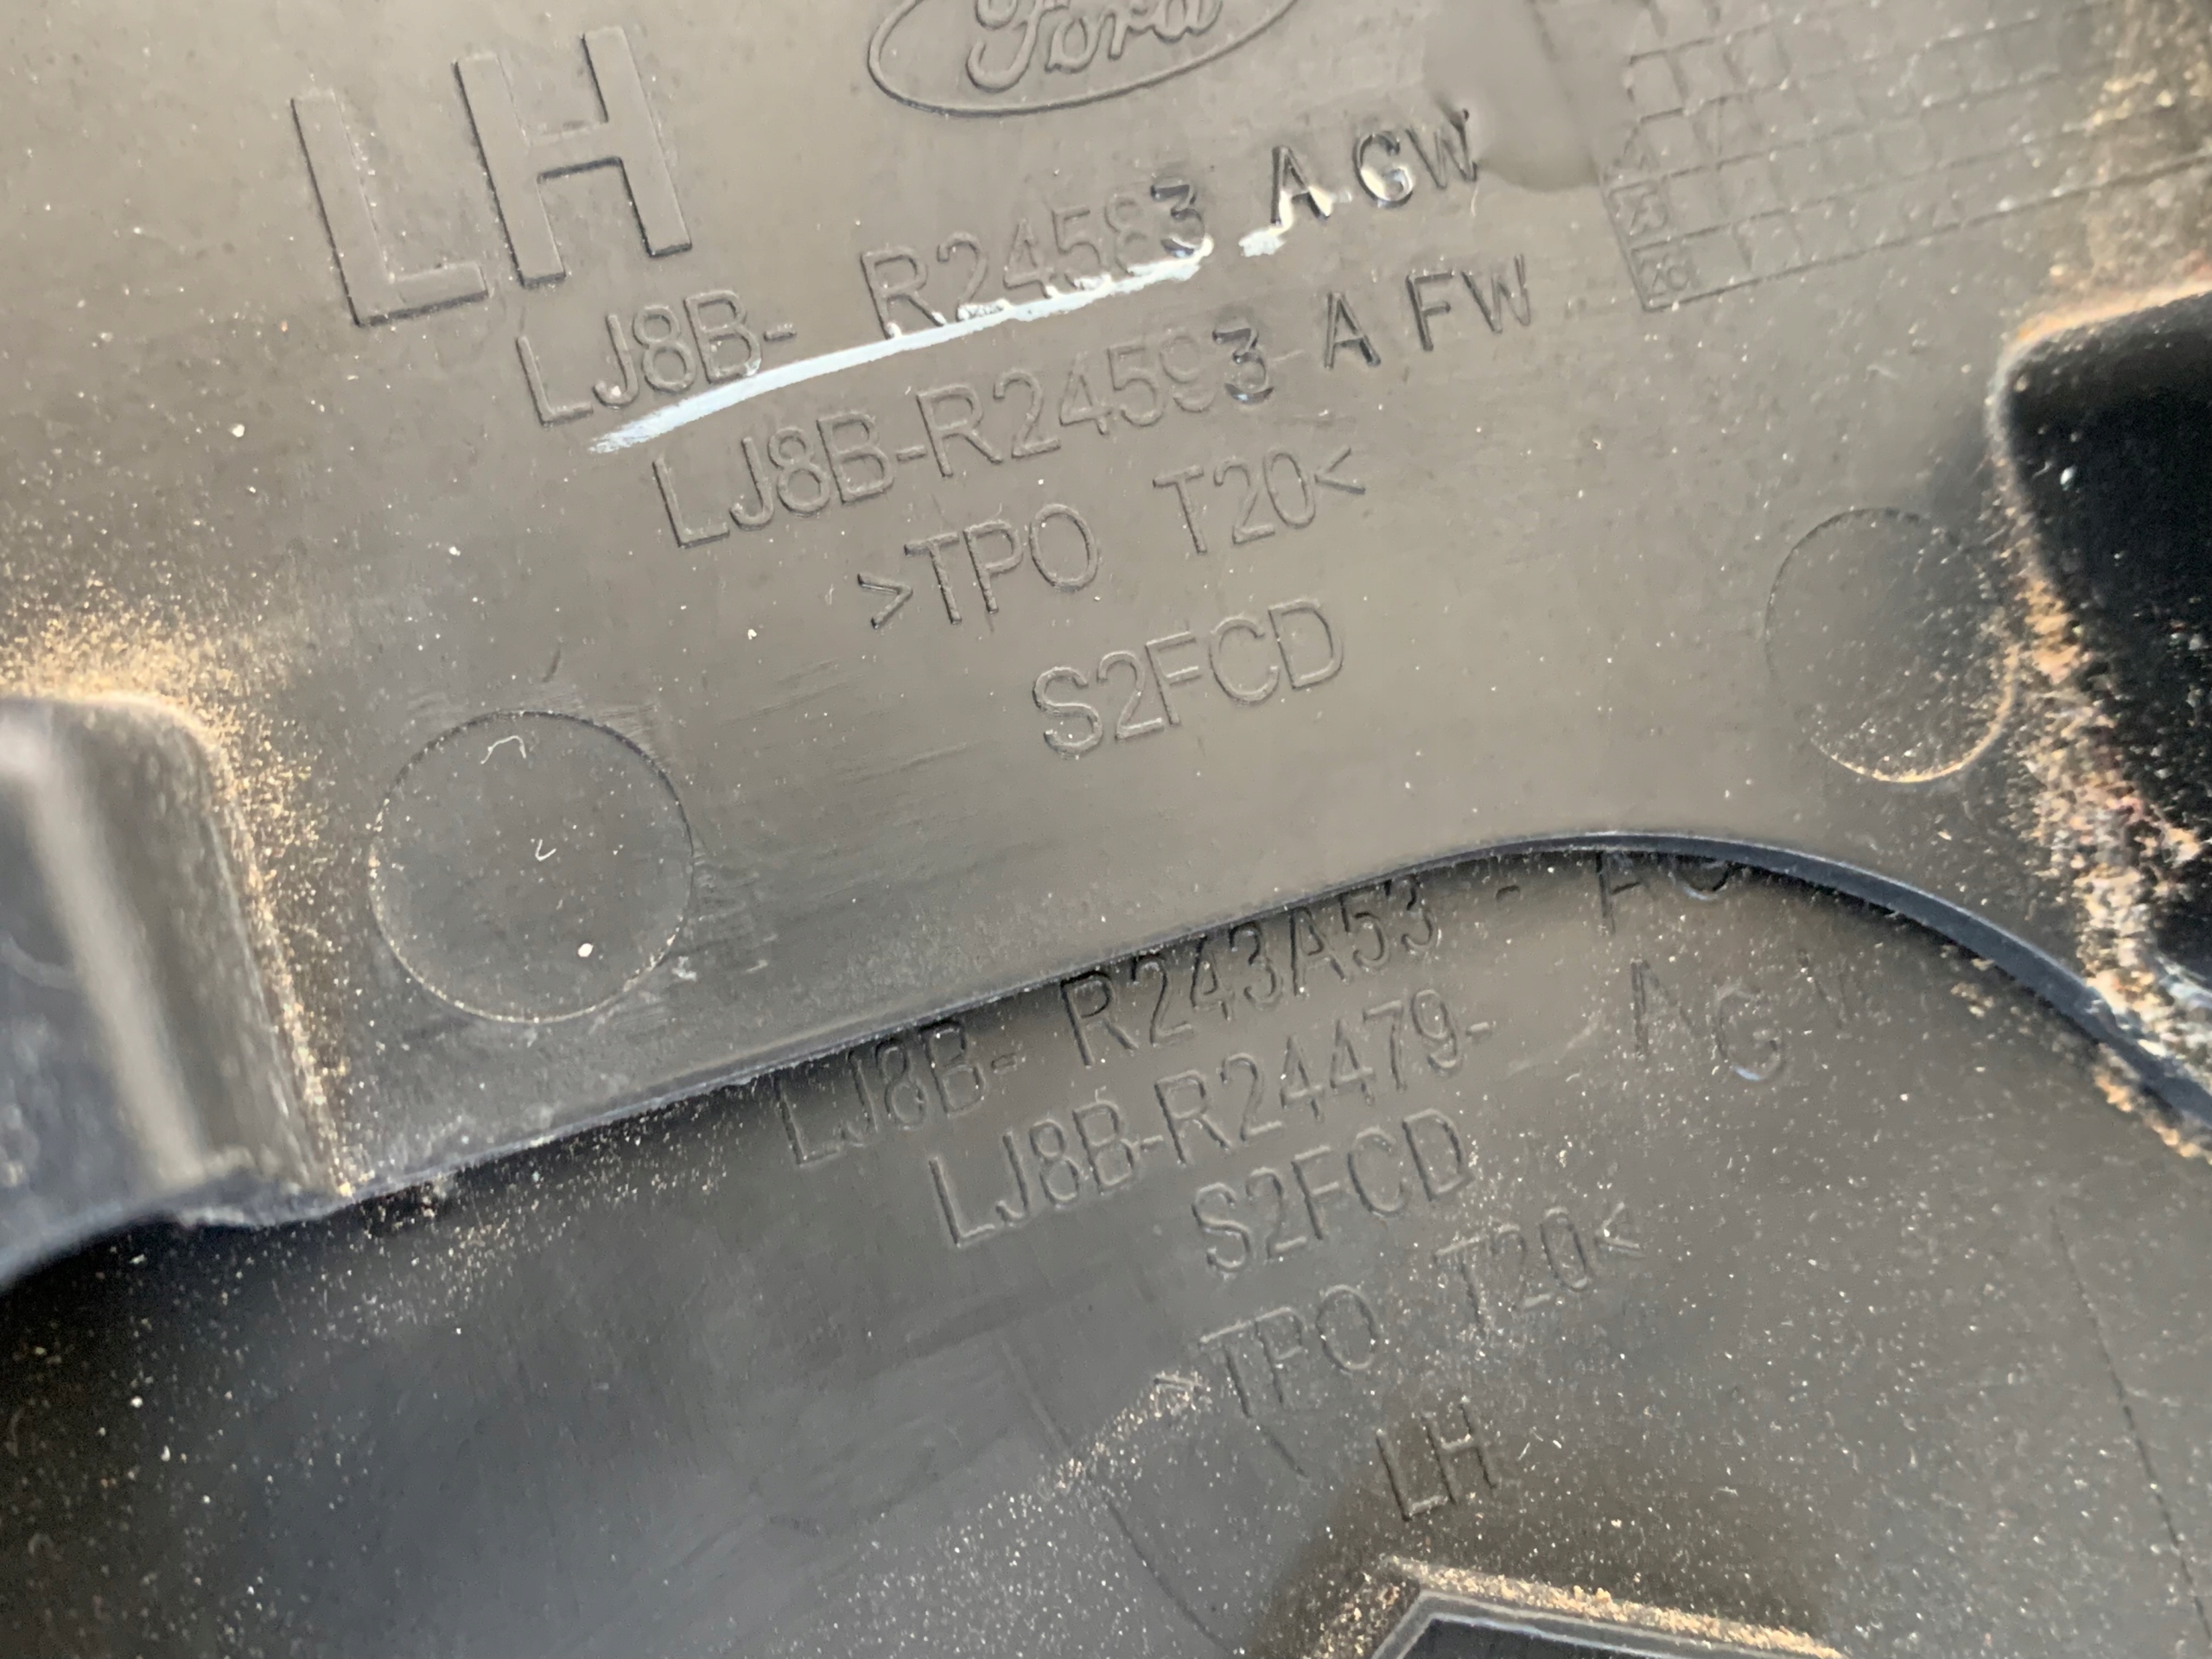 Ford
LH
LJ8B- R24583 A GW
LJ8B-R24593- A FW
>TPO T20<
S2FCD
LJ8B- R243A53 -
LJ8B-R24479- AG
S2FCD
>TPO T20<
LH